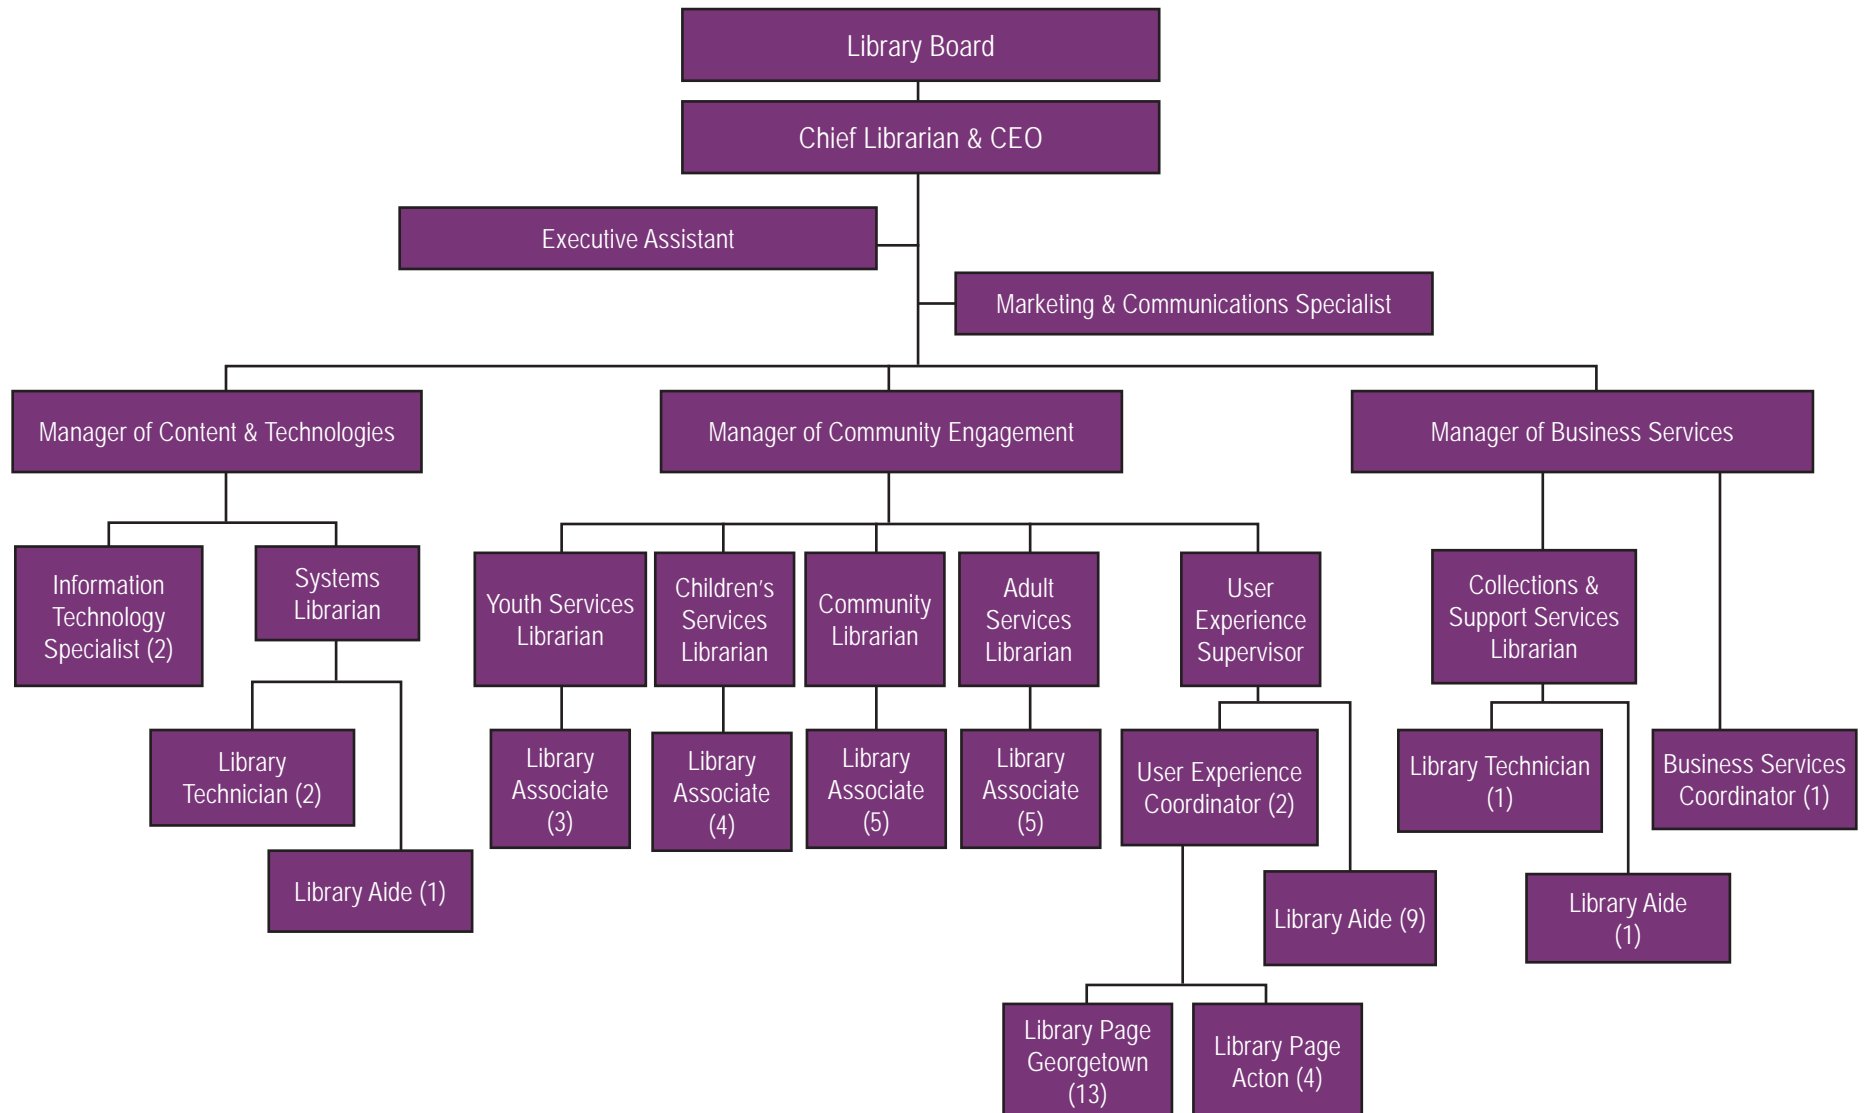 Library Board
Chief Librarian & CEO
Executive Assistant
Marketing & Communications Specialist
Manager of Content & Technologies
Manager of Community Engagement
Manager of Business Services
Information
Technology
Specialist (2)
Systems
Librarian
Youth Services
Librarian
Children's
Services
Librarian
Community
Librarian
Adult
Services
Librarian
User
Experience
Supervisor
Collections &
Support Services
Librarian
Library
Technician (2)
Library
Associate
(3)
Library
Associate
(4)
Library
Associate
(5)
Library
Associate
(5)
User Experience
Coordinator (2)
Library Technician
(1)
Business Services
Coordinator (1)
Library Aide (1)
Library Aide (9)
Library Aide
(1)
Library Page
Georgetown
(13)
Library Page
Acton (4)